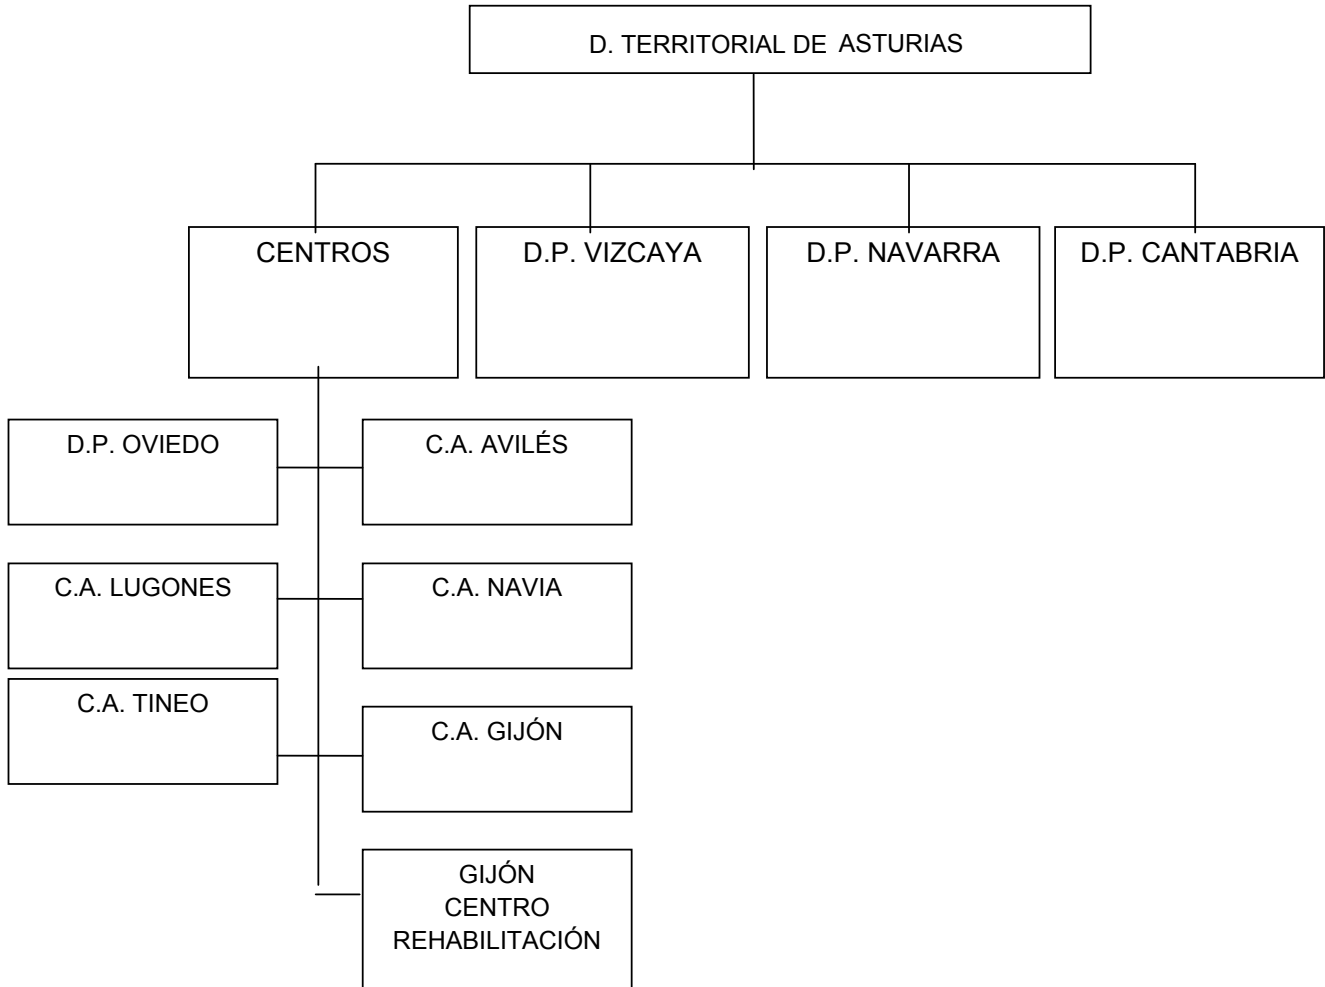 D. TERRITORIAL DE ASTURIAS
CENTROS
D.P. VIZCAYA
D.P. NAVARRA
D.P. CANTABRIA
D.P. OVIEDO
C.A. AVILÉS
C.A. LUGONES
C.A. NAVIA
C.A. TINEO
C.A. GIJÓN
GIJÓN
CENTRO
REHABILITACIÓN